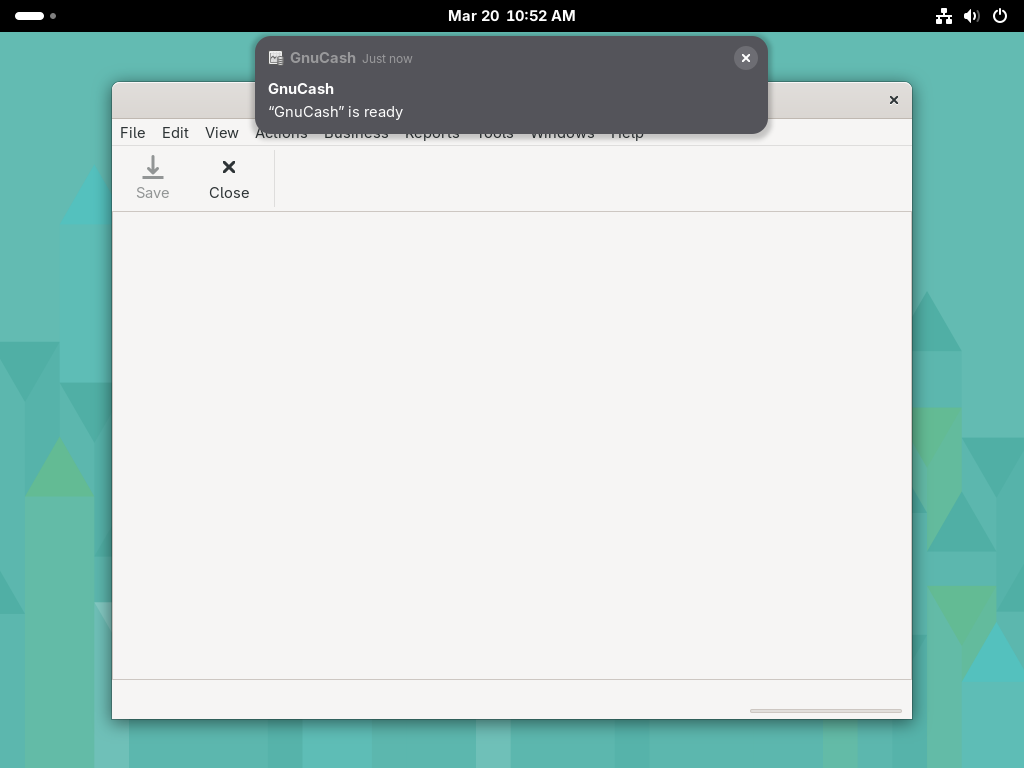 Mar 20 10:52 AM
GnuCash Just now
GnuCash
“GnuCash” is ready
File Edit View Actions Business Reports Tools Windows Help
Save Close